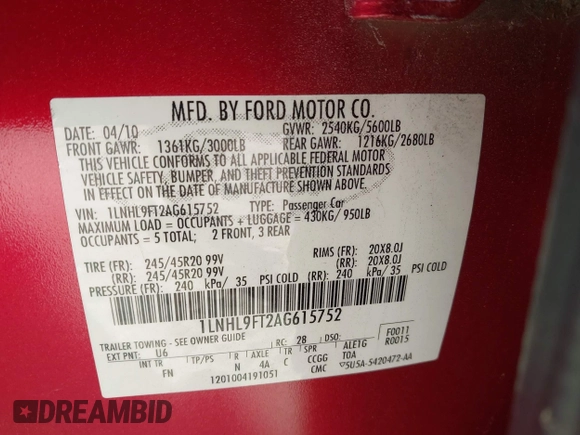 MFD. BY FORD MOTOR CO.
DATE: 04/10 GVWR: 2540KG/5600LB
FRONT GAWR: 1361KG/3000LB REAR GAWR: 1216KG/2680LB
THIS VEHICLE CONFORMS TO ALL APPLICABLE FEDERAL MOTOR
VEHICLE SAFETY, BUMPER, AND THEFT PREVENTION STANDARDS
IN EFFECT ON THE DATE OF MANUFACTURE SHOWN ABOVE.
VIN: 1LNHL9FT2AG615752 TYPE: Passenger Car
MAXIMUM LOAD = OCCUPANTS + LUGGAGE = 430KG/950LB
OCCUPANTS = 5 TOTAL; 2 FRONT, 3 REAR
TIRE (FR): 245/45R20 99V RIMS (FR): 20X8.0J
(RR): 245/45R20 99V (RR): 20X8.0J
PRESSURE (FR): 240 kPa/ 35 PSI COLD (RR): 240 kPa/ 35 PSI COLD
1LNHL9FT2AG615752
TRAILER TOWING - SEE OWNER GUIDE RC: 28 DSO: F0011
EXT PNT: U6 R0015
INT TR TP/PS R AXLE TR SPR ALETG
FN N 4A C CCGG TOA
CMC 5U5A-5420472-AA
1201004191051
DREAMBID